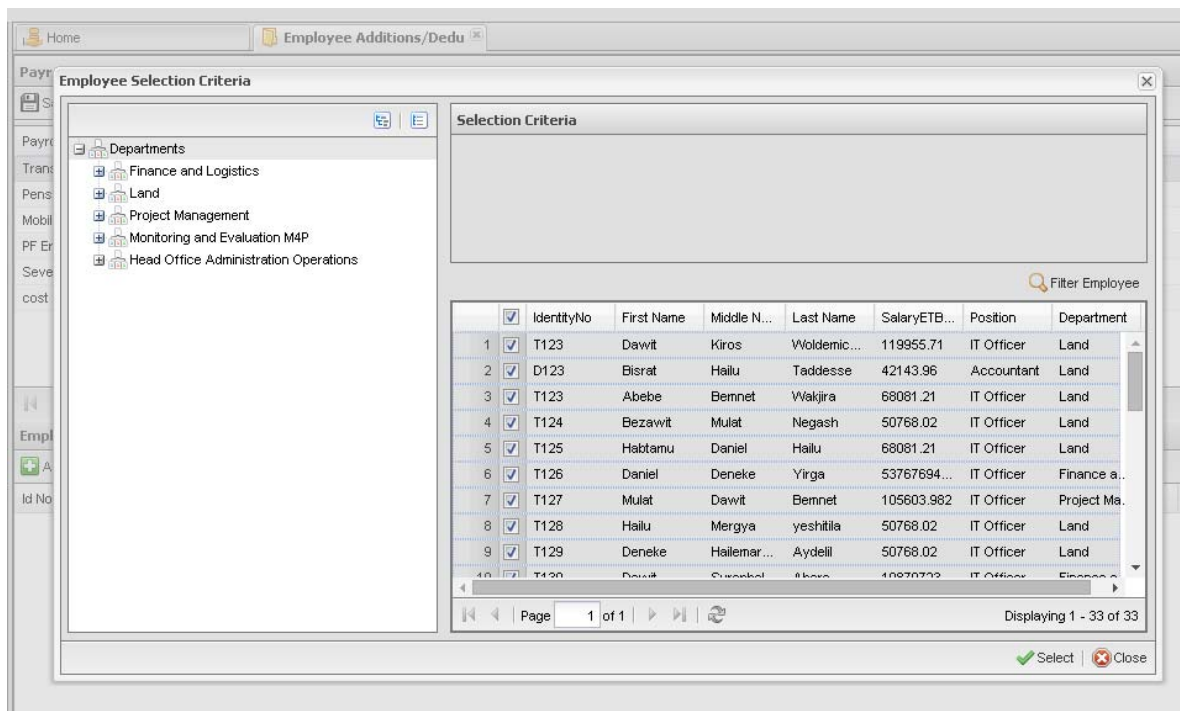 Home
Employee Additions/Dedu
Payr
Employee Selection Criteria
Payro
Trans
Pens
Mobil
PF Er
Seve
cost
Empl
A
Id No
Departments
Finance and Logistics
Land
Project Management
Monitoring and Evaluation M4P
Head Office Administration Operations
Selection Criteria
Filter Employee
IdentityNo First Name Middle N... Last Name SalaryETB... Position Department
1 T123 Dawit Kiros Woldemic... 119955.71 IT Officer Land
2 D123 Bisrat Hailu Taddesse 42143.96 Accountant Land
3 T123 Abebe Bemnet Wakjira 68081.21 IT Officer Land
4 T124 Bezawit Mulat Negash 50768.02 IT Officer Land
5 T125 Habtamu Daniel Hailu 68081.21 IT Officer Land
6 T126 Daniel Deneke Yirga 53767694... IT Officer Finance a..
7 T127 Mulat Dawit Bemnet 105603.982 IT Officer Project Ma.
8 T128 Hailu Mergya yeshitila 50768.02 IT Officer Land
9 T129 Deneke Hailemar... Aydelil 50768.02 IT Officer Land
10 T130 Dawit IT Officer
Page 1 of 1
Displaying 1 - 33 of 33
Select
Close